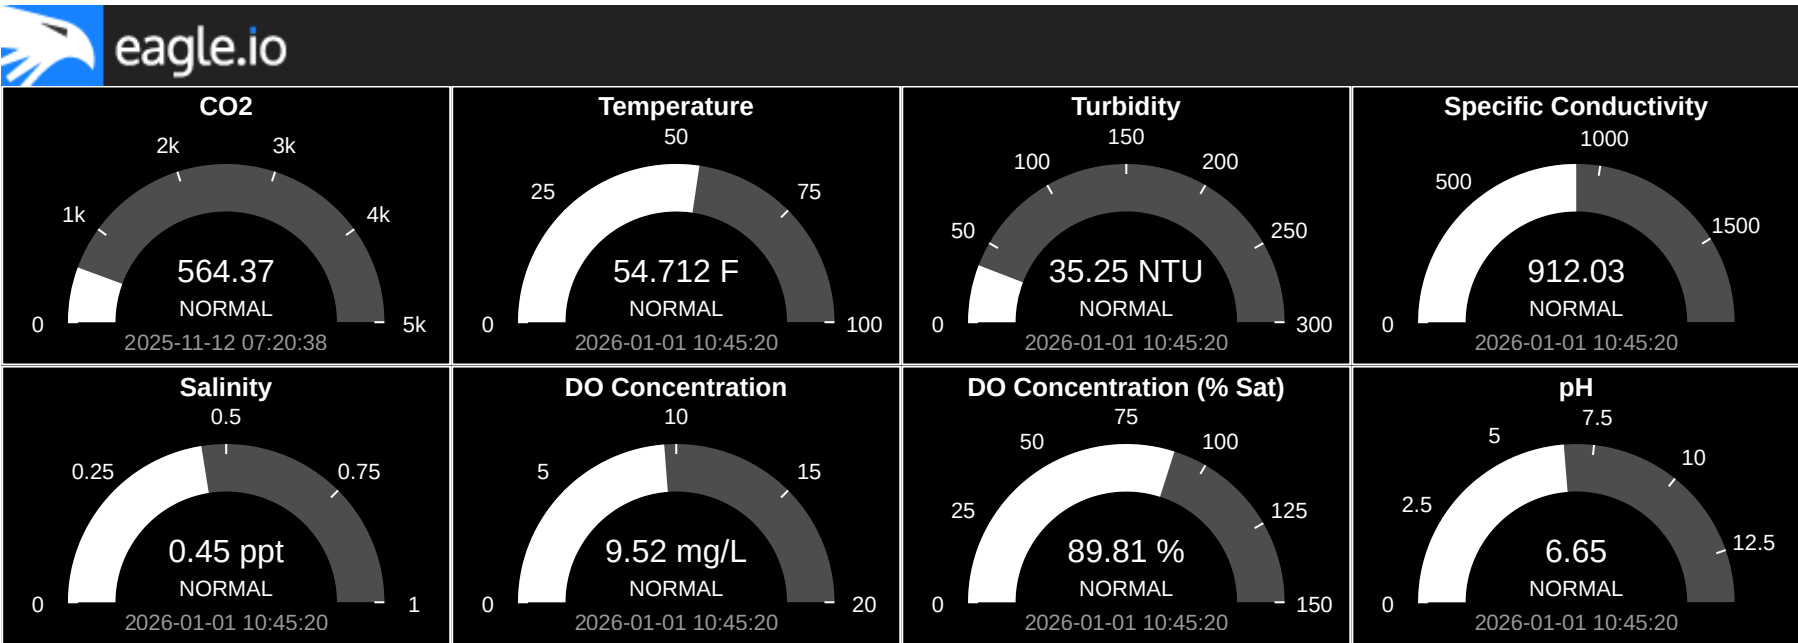 eagle.io
CO2
2k
3k
1k
4k
564.37
NORMAL
0
5k
2025-11-12 07:20:38
Temperature
50
25
75
54.712 F
NORMAL
0
100
2026-01-01 10:45:20
Turbidity
150
100
200
50
250
35.25 NTU
NORMAL
0
300
2026-01-01 10:45:20
Specific Conductivity
1000
500
1500
912.03
NORMAL
0
2026-01-01 10:45:20
Salinity
0.5
0.25
0.75
0.45 ppt
NORMAL
0
1
2026-01-01 10:45:20
DO Concentration
10
5
15
9.52 mg/L
NORMAL
0
20
2026-01-01 10:45:20
DO Concentration (% Sat)
75
50
100
25
125
89.81 %
NORMAL
0
150
2026-01-01 10:45:20
pH
7.5
5
10
2.5
12.5
6.65
NORMAL
0
2026-01-01 10:45:20